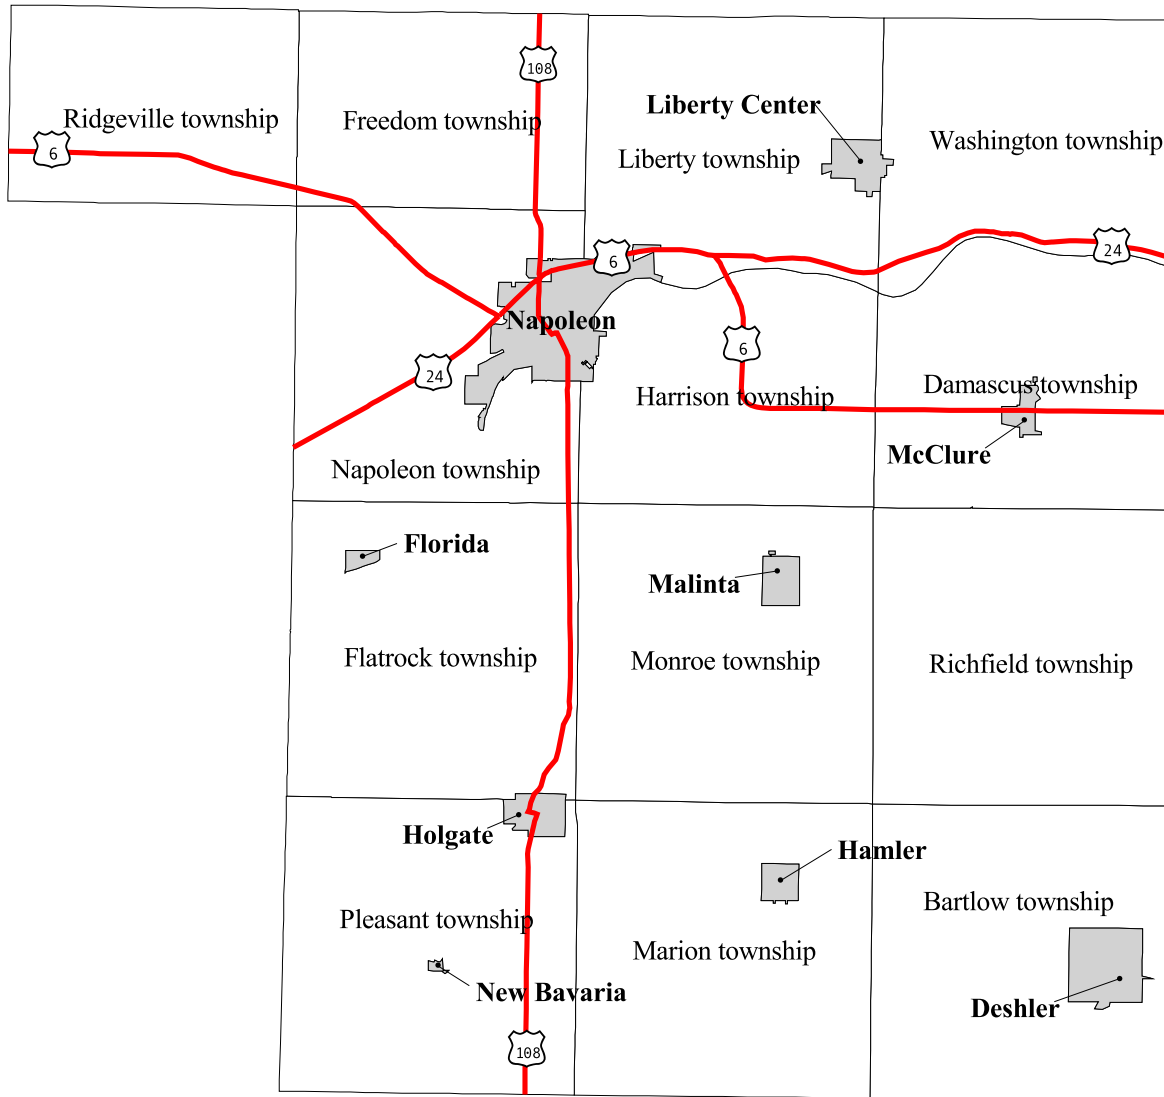 108
Liberty Center
Ridgeville township
Freedom township
Washington township
6
Liberty township
24
6
Napoleon
6
24
Damascus township
Harrison township
McClure
Napoleon township
Florida
Malinta
Flatrock township
Monroe township
Richfield township
Holgate
Hamler
Bartlow township
Pleasant township
Marion township
New Bavaria
Deshler
108